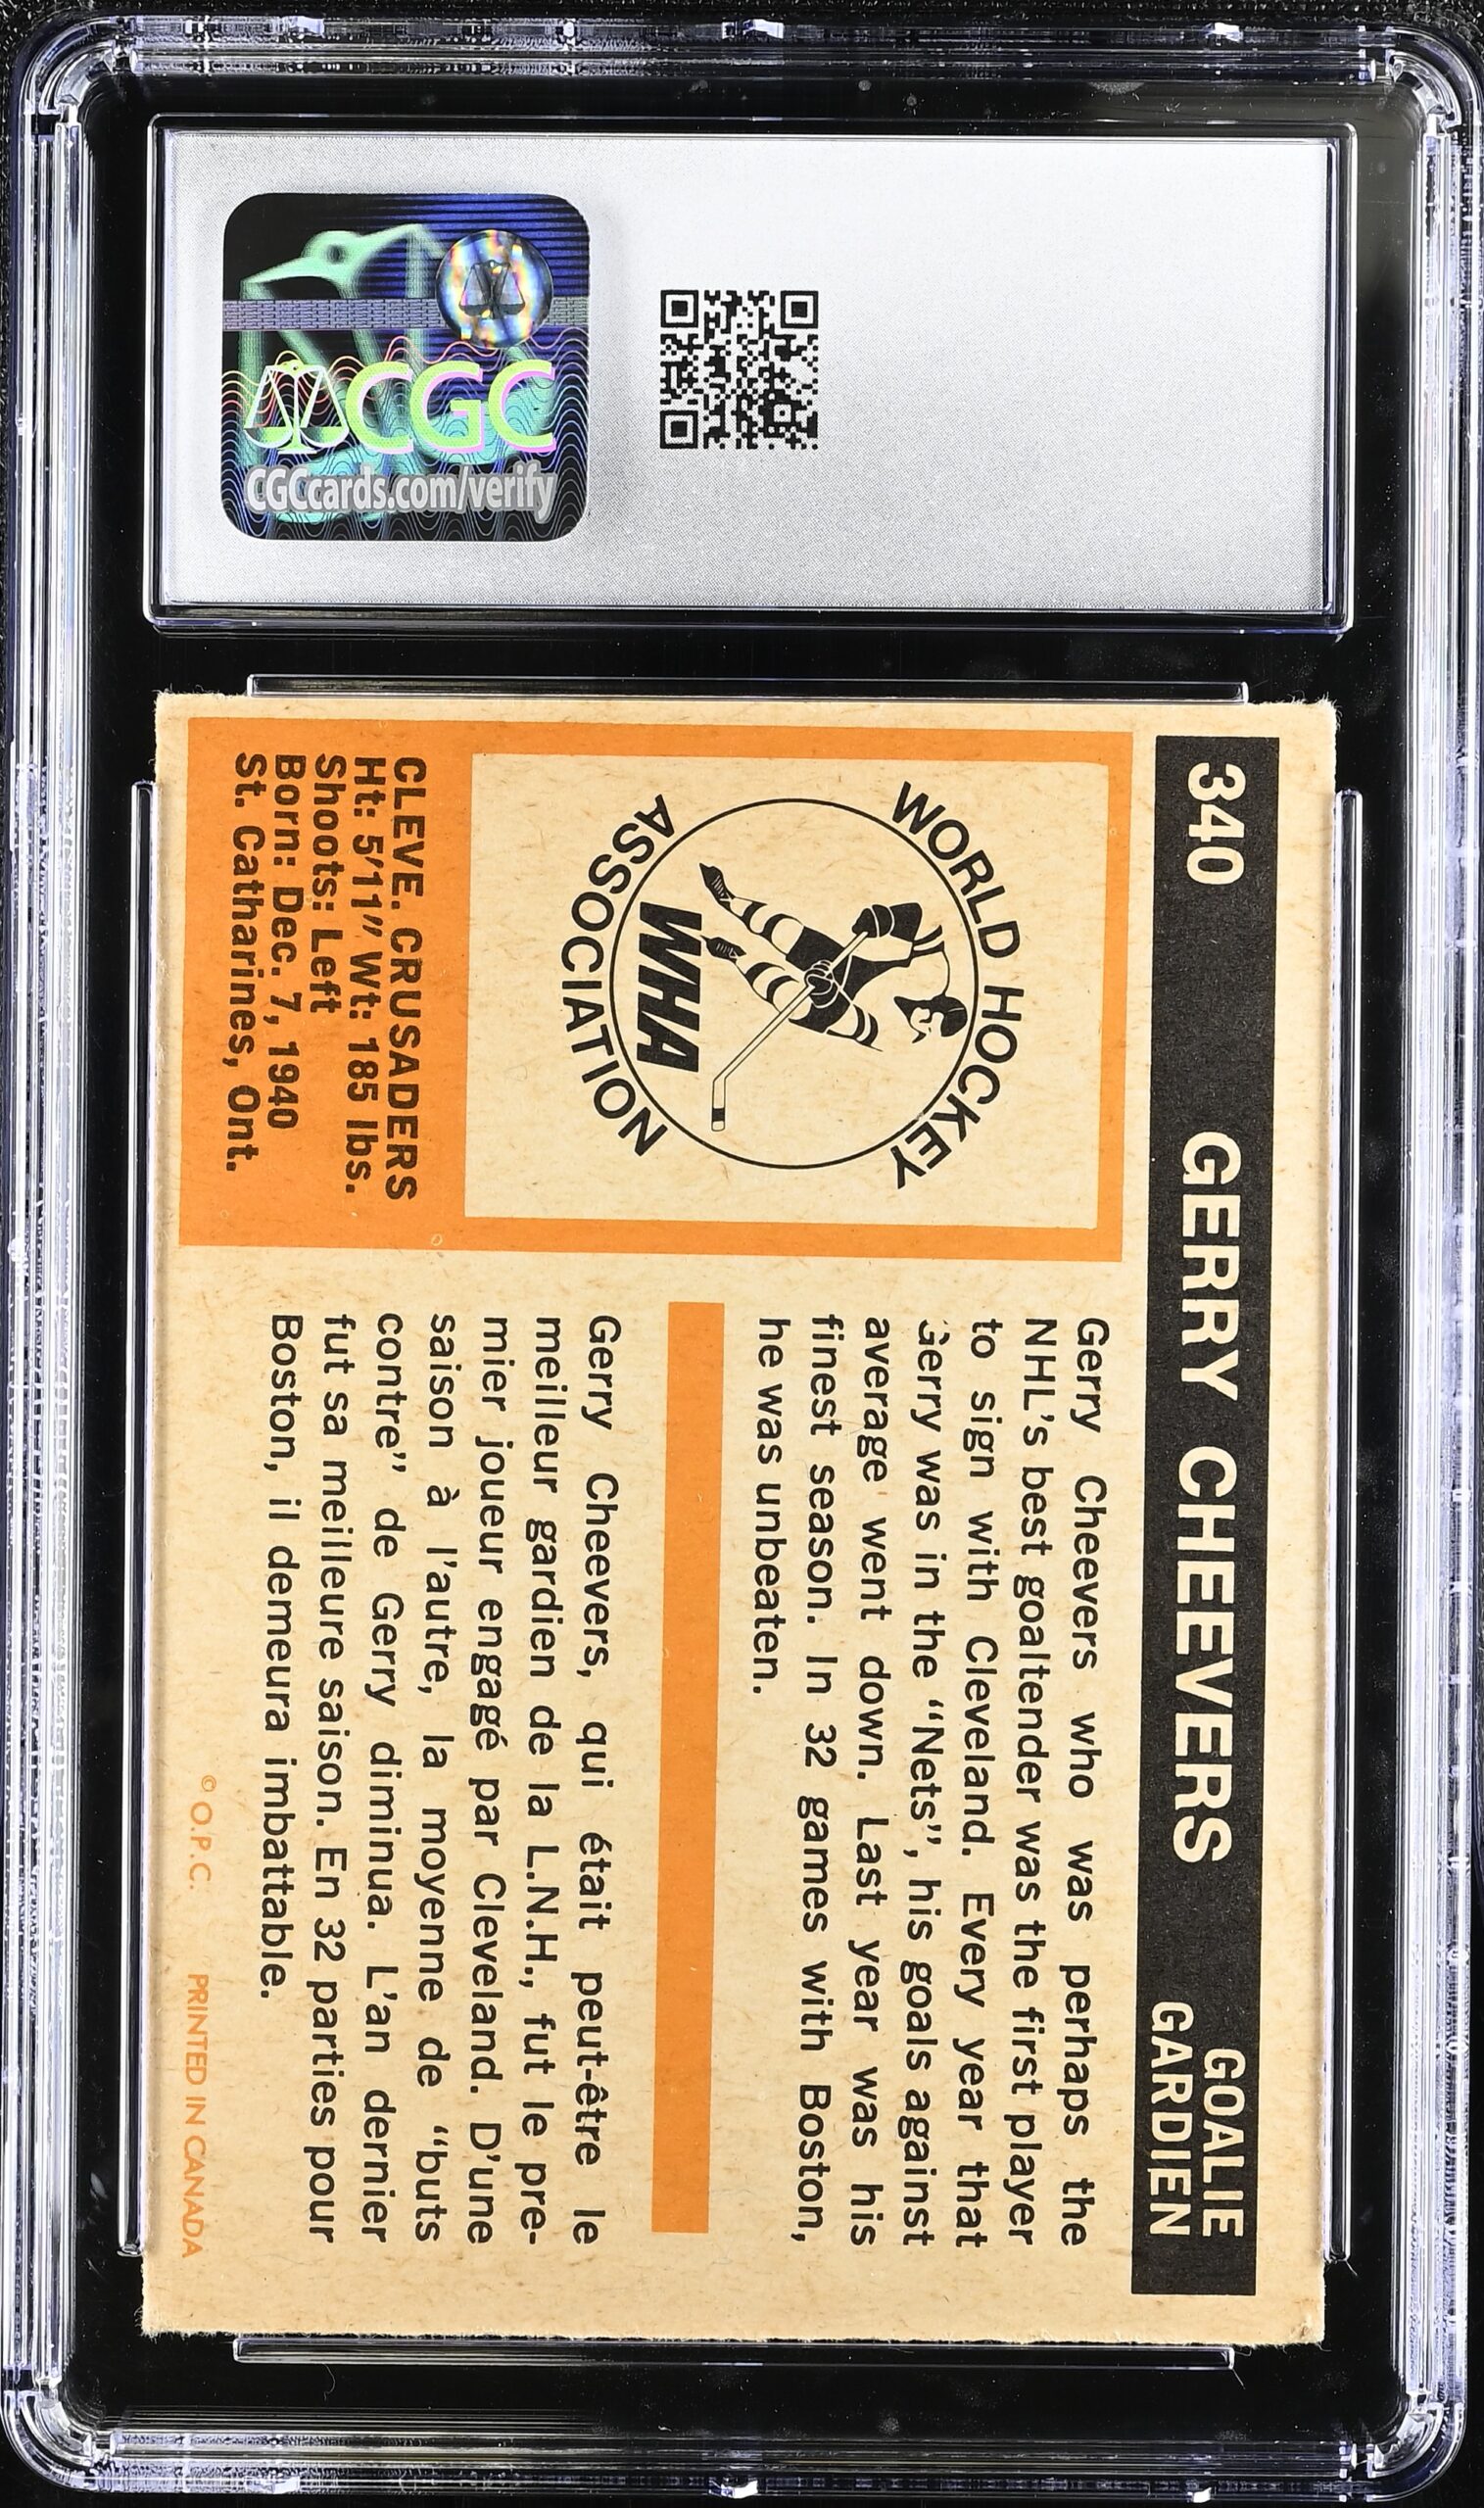 CGC
CGCcards.com/verify
340 GERRY CHEEVERS GOALIE
GARDIEN
WORLD HOCKEY
ASSOCIATION
WHA
CLEVE. CRUSADERS
Ht: 5'11" Wt: 185 lbs.
Shoots: Left
Born: Dec. 7, 1940
St. Catharines, Ont.
Gerry Cheevers who was perhaps the
NHL's best goaltender was the first player
to sign with Cleveland. Every year that
Gerry was in the "Nets", his goals against
average went down. Last year was his
finest season. In 32 games with Boston,
he was unbeaten.
Gerry Cheevers, qui était peut-être le
meilleur gardien de la L.N.H., fut le pre-
mier joueur engagé par Cleveland. D'une
saison à l'autre, la moyenne de "buts
contre" de Gerry diminua. L'an dernier
fut sa meilleure saison. En 32 parties pour
Boston, il demeura imbattable.
© O.P.C. PRINTED IN CANADA